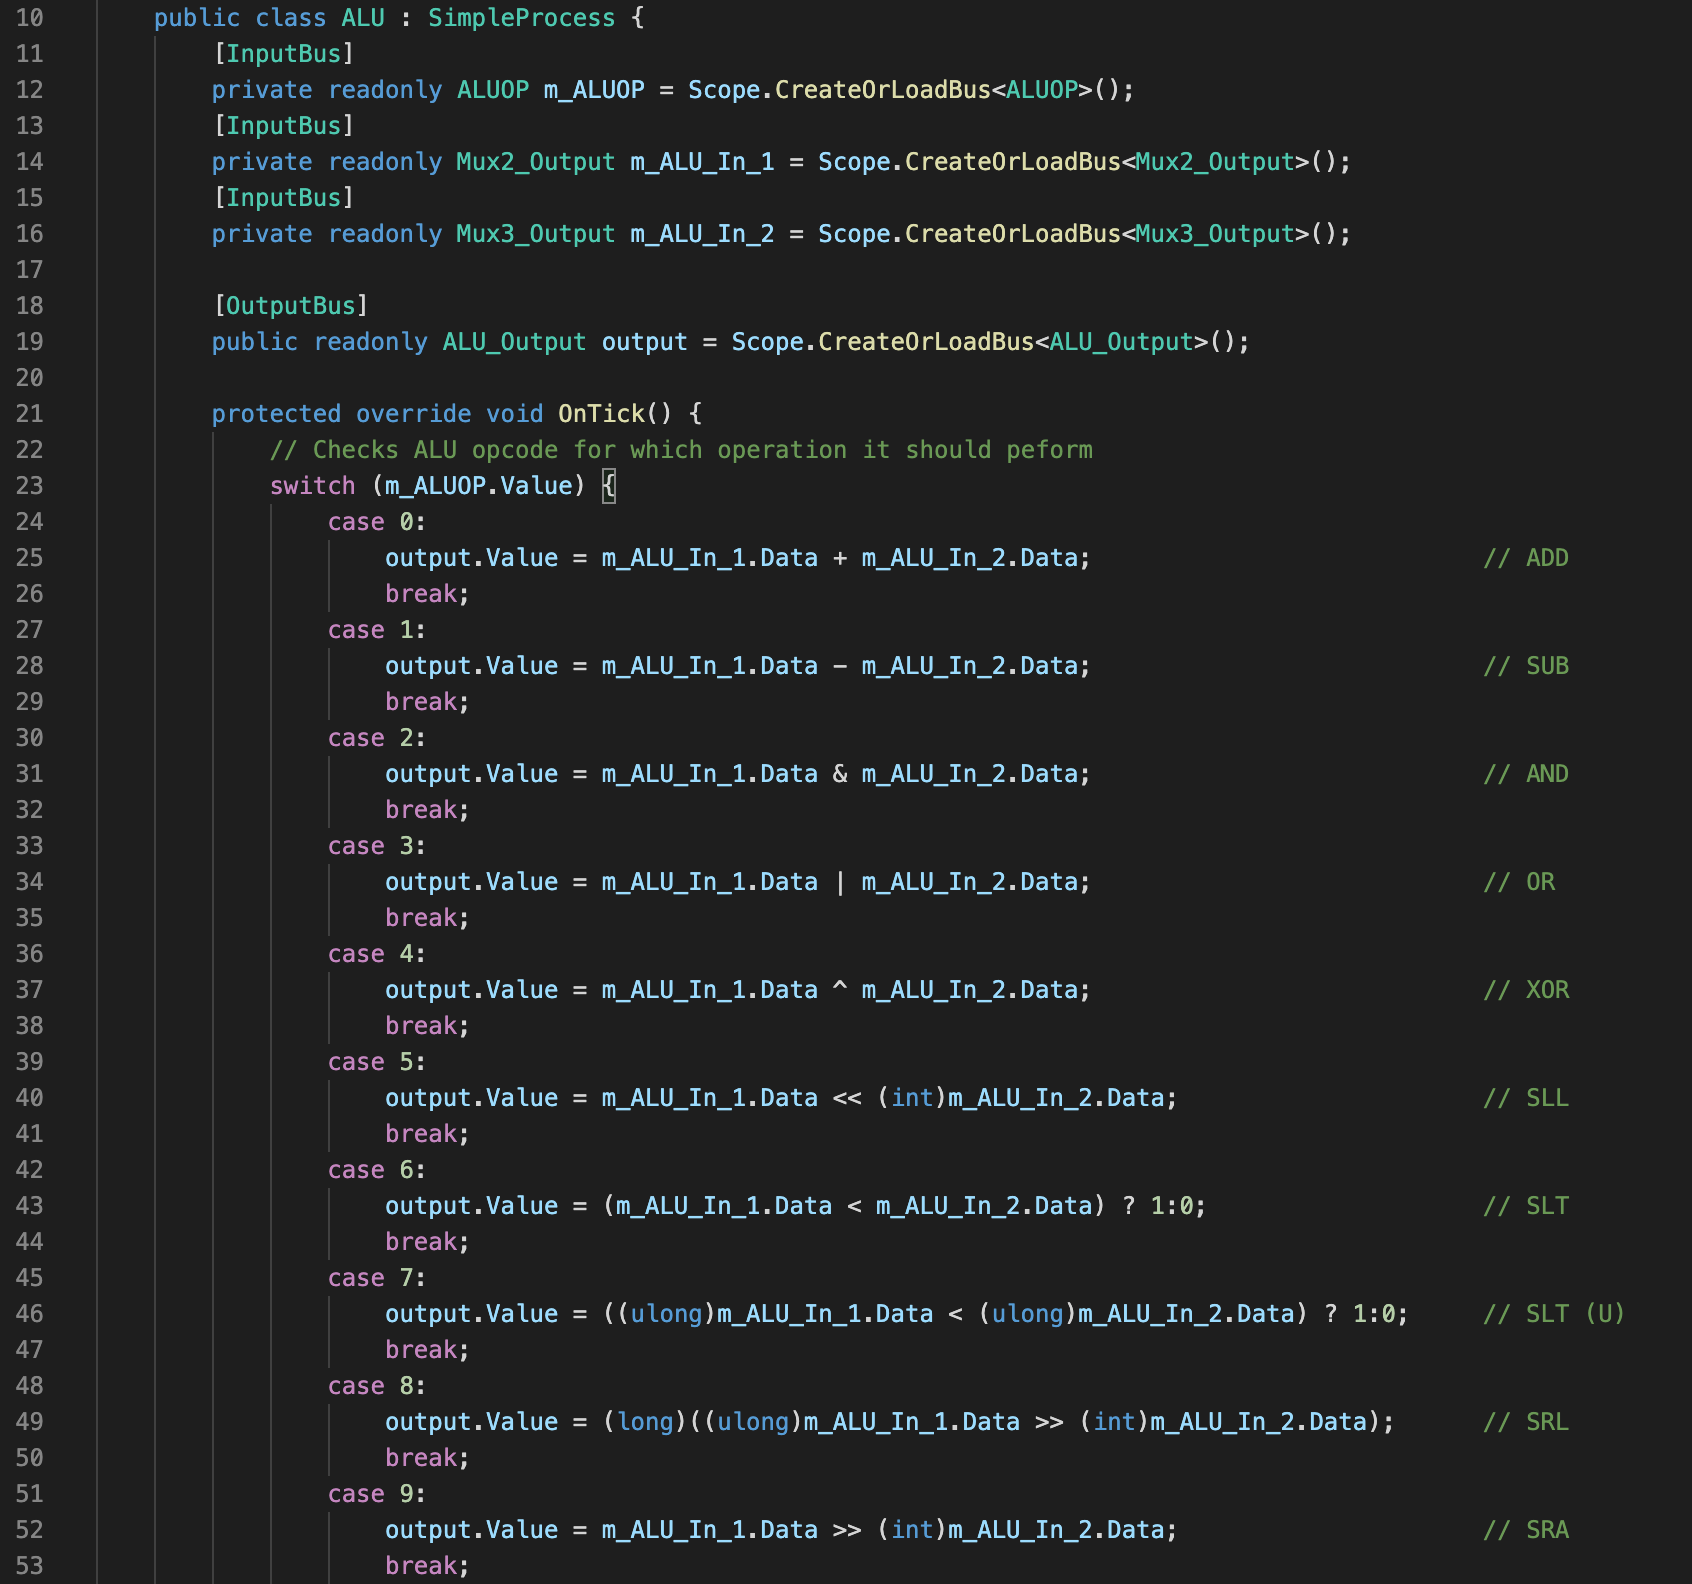 10 public class ALU : SimpleProcess {
11 [InputBus]
12 private readonly ALUOP m_ALUOP = Scope.CreateOrLoadBus<ALUOP>();
13 [InputBus]
14 private readonly Mux2_Output m_ALU_In_1 = Scope.CreateOrLoadBus<Mux2_Output>();
15 [InputBus]
16 private readonly Mux3_Output m_ALU_In_2 = Scope.CreateOrLoadBus<Mux3_Output>();
17
18 [OutputBus]
19 public readonly ALU_Output output = Scope.CreateOrLoadBus<ALU_Output>();
20
21 protected override void OnTick() {
22 // Checks ALU opcode for which operation it should peform
23 switch (m_ALUOP.Value) {
24 case 0:
25 output.Value = m_ALU_In_1.Data + m_ALU_In_2.Data; // ADD
26 break;
27 case 1:
28 output.Value = m_ALU_In_1.Data - m_ALU_In_2.Data; // SUB
29 break;
30 case 2:
31 output.Value = m_ALU_In_1.Data & m_ALU_In_2.Data; // AND
32 break;
33 case 3:
34 output.Value = m_ALU_In_1.Data | m_ALU_In_2.Data; // OR
35 break;
36 case 4:
37 output.Value = m_ALU_In_1.Data ^ m_ALU_In_2.Data; // XOR
38 break;
39 case 5:
40 output.Value = m_ALU_In_1.Data << (int)m_ALU_In_2.Data; // SLL
41 break;
42 case 6:
43 output.Value = (m_ALU_In_1.Data < m_ALU_In_2.Data) ? 1:0; // SLT
44 break;
45 case 7:
46 output.Value = ((ulong)m_ALU_In_1.Data < (ulong)m_ALU_In_2.Data) ? 1:0; // SLT (U)
47 break;
48 case 8:
49 output.Value = (long)((ulong)m_ALU_In_1.Data >> (int)m_ALU_In_2.Data); // SRL
50 break;
51 case 9:
52 output.Value = m_ALU_In_1.Data >> (int)m_ALU_In_2.Data; // SRA
53 break;